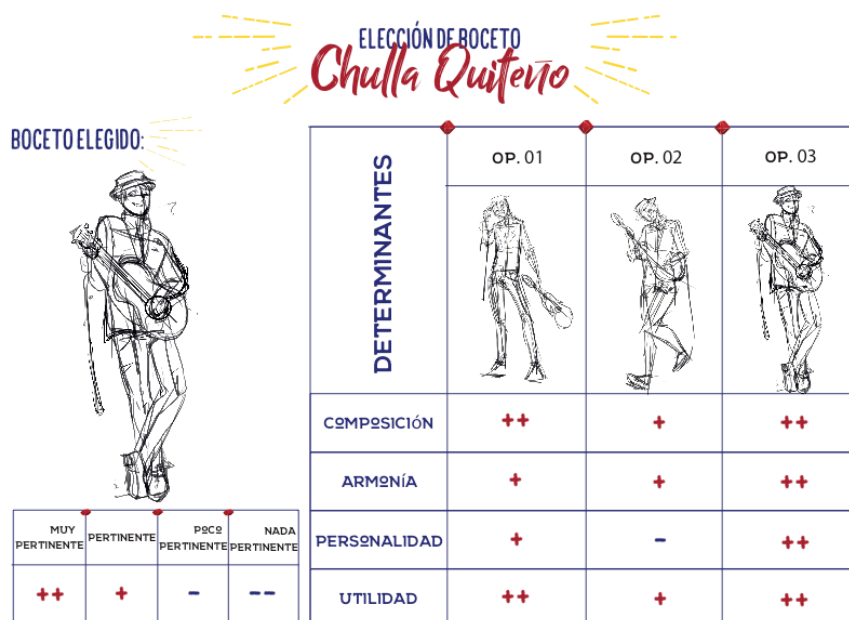 ELECCIÓN DE BOCETO
Chulla Quiteño
BOCETO ELEGIDO:
DETERMINANTES
OP. 01
OP. 02
OP. 03
COMPOSICIÓN
++
+
++
ARMONÍA
+
+
++
PERSONALIDAD
+
-
++
UTILIDAD
++
+
++
MUY
PERTINENTE
PERTINENTE
POCO
PERTINENTE
NADA
PERTINENTE
++
+
-
--